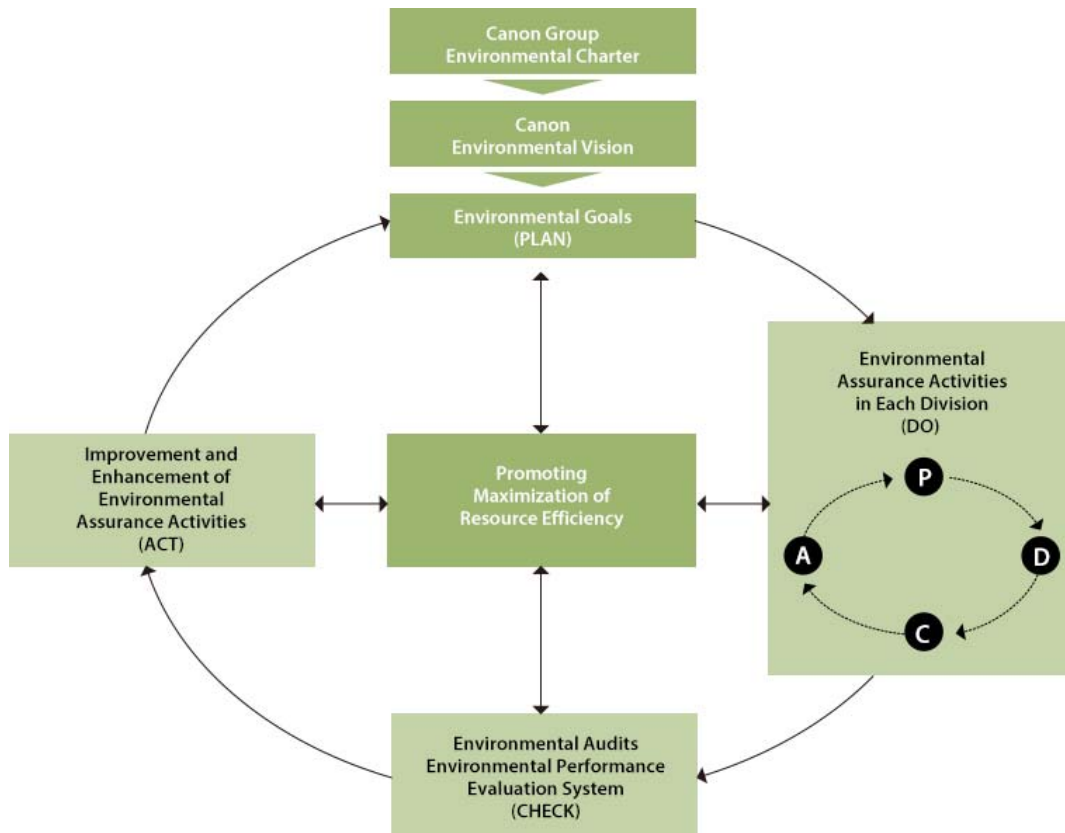 Canon Group
Environmental Charter
Canon
Environmental Vision
Environmental Goals
(PLAN)
Environmental
Assurance Activities
in Each Division
(DO)
P
D
C
A
Improvement and
Enhancement of
Environmental
Assurance Activities
(ACT)
Promoting
Maximization of
Resource Efficiency
Environmental Audits
Environmental Performance
Evaluation System
(CHECK)